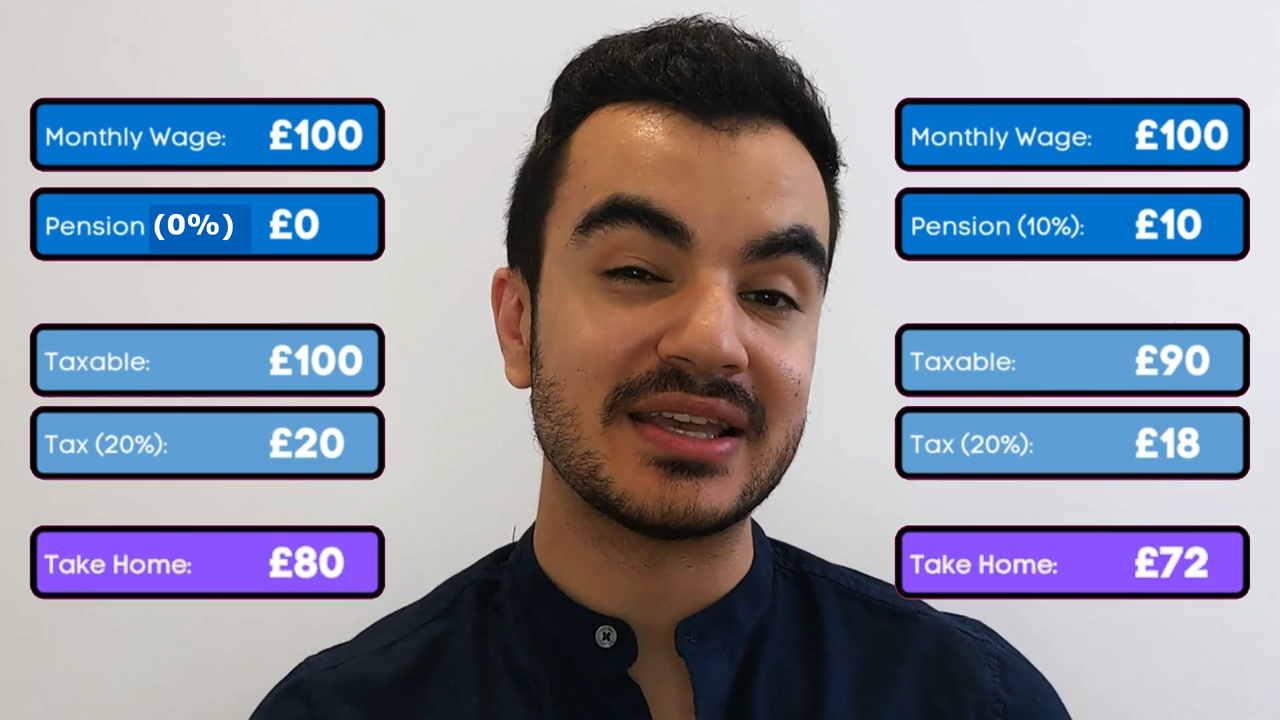 Monthly Wage: £100
Pension (0%) £0
Taxable: £100
Tax (20%): £20
Take Home: £80
Monthly Wage: £100
Pension (10%): £10
Taxable: £90
Tax (20%): £18
Take Home: £72